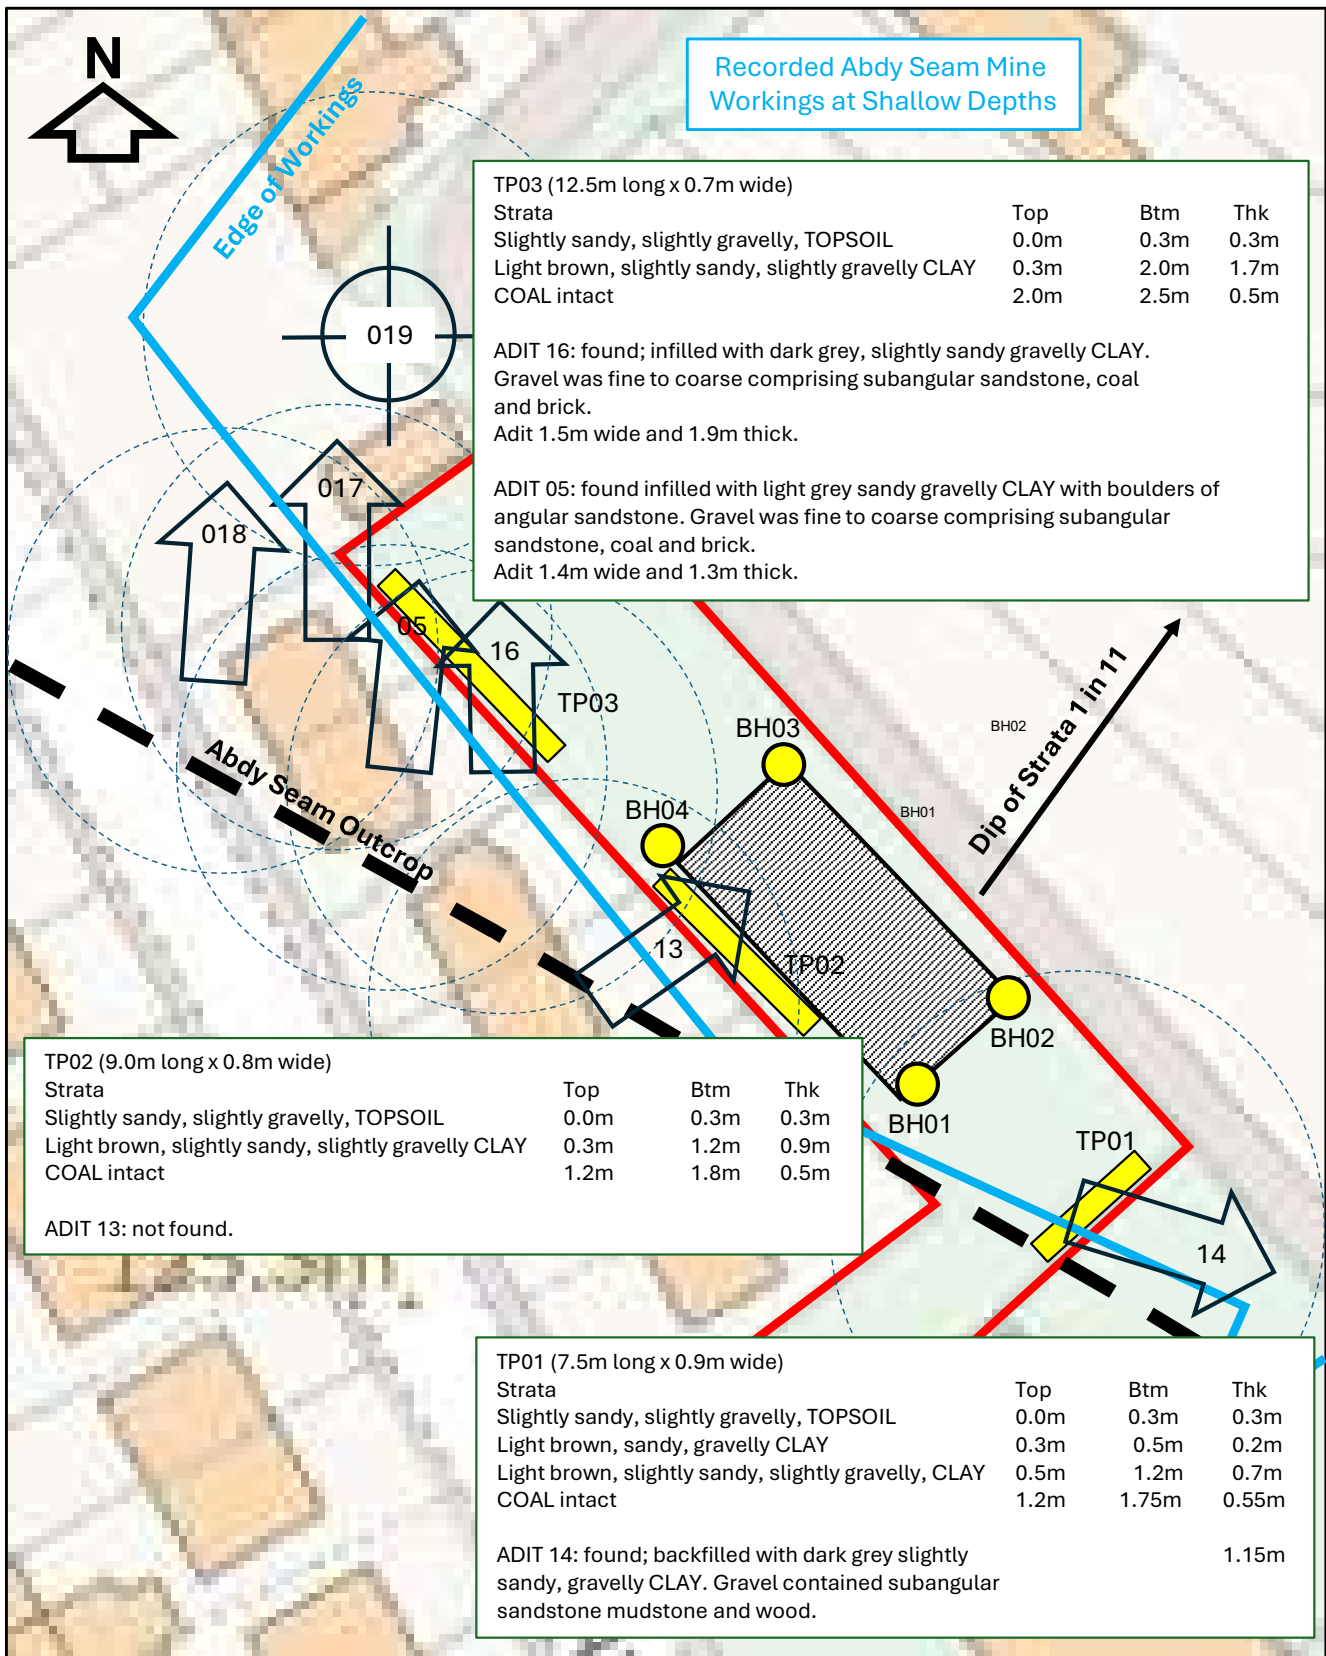 N
Recorded Abdy Seam Mine
Workings at Shallow Depths
Edge of Workings
TP03 (12.5m long x 0.7m wide)
Strata Top Btm Thk
Slightly sandy, slightly gravelly, TOPSOIL 0.0m 0.3m 0.3m
Light brown, slightly sandy, slightly gravelly CLAY 0.3m 2.0m 1.7m
COAL intact 2.0m 2.5m 0.5m
ADIT 16: found; infilled with dark grey, slightly sandy gravelly CLAY.
Gravel was fine to coarse comprising subangular sandstone, coal
and brick.
Adit 1.5m wide and 1.9m thick.
ADIT 05: found infilled with light grey sandy gravelly CLAY with boulders of
angular sandstone. Gravel was fine to coarse comprising subangular
sandstone, coal and brick.
Adit 1.4m wide and 1.3m thick.
019
017
018
05
16
TP03
BH03
BH02
Dip of Strata 1 in 11
BH01
BH04
Abdy Seam Outcrop
13
TP02
BH02
BH01
TP01
14
TP02 (9.0m long x 0.8m wide)
Strata Top Btm Thk
Slightly sandy, slightly gravelly, TOPSOIL 0.0m 0.3m 0.3m
Light brown, slightly sandy, slightly gravelly CLAY 0.3m 1.2m 0.9m
COAL intact 1.2m 1.8m 0.5m
ADIT 13: not found.
TP01 (7.5m long x 0.9m wide)
Strata Top Btm Thk
Slightly sandy, slightly gravelly, TOPSOIL 0.0m 0.3m 0.3m
Light brown, sandy, gravelly CLAY 0.3m 0.5m 0.2m
Light brown, slightly sandy, slightly gravelly, CLAY 0.5m 1.2m 0.7m
COAL intact 1.2m 1.75m 0.55m
ADIT 14: found; backfilled with dark grey slightly 1.15m
sandy, gravelly CLAY. Gravel contained subangular
sandstone mudstone and wood.